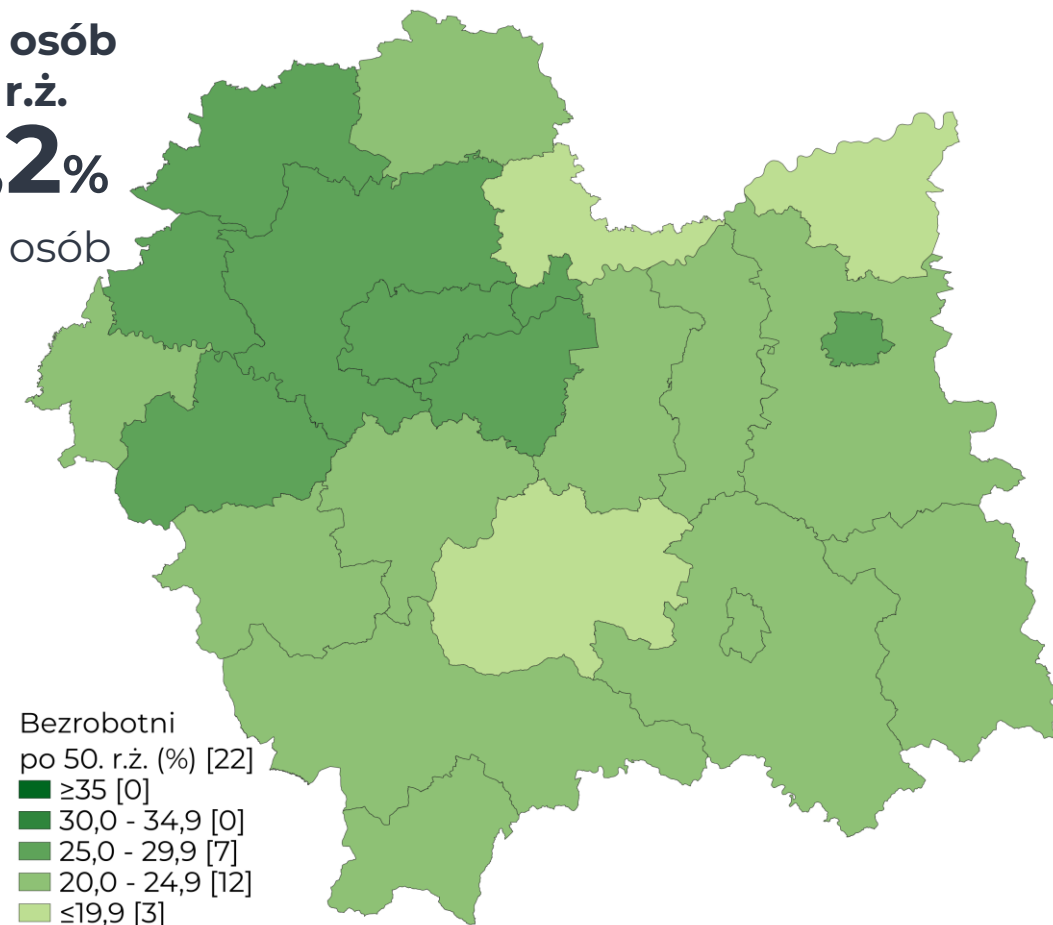 osób
r.ż.
,2%
osób
Bezrobotni
po 50. r.ż. (%) [22]
≥35 [0]
30,0 - 34,9 [0]
25,0 - 29,9 [7]
20,0 - 24,9 [12]
≤19,9 [3]